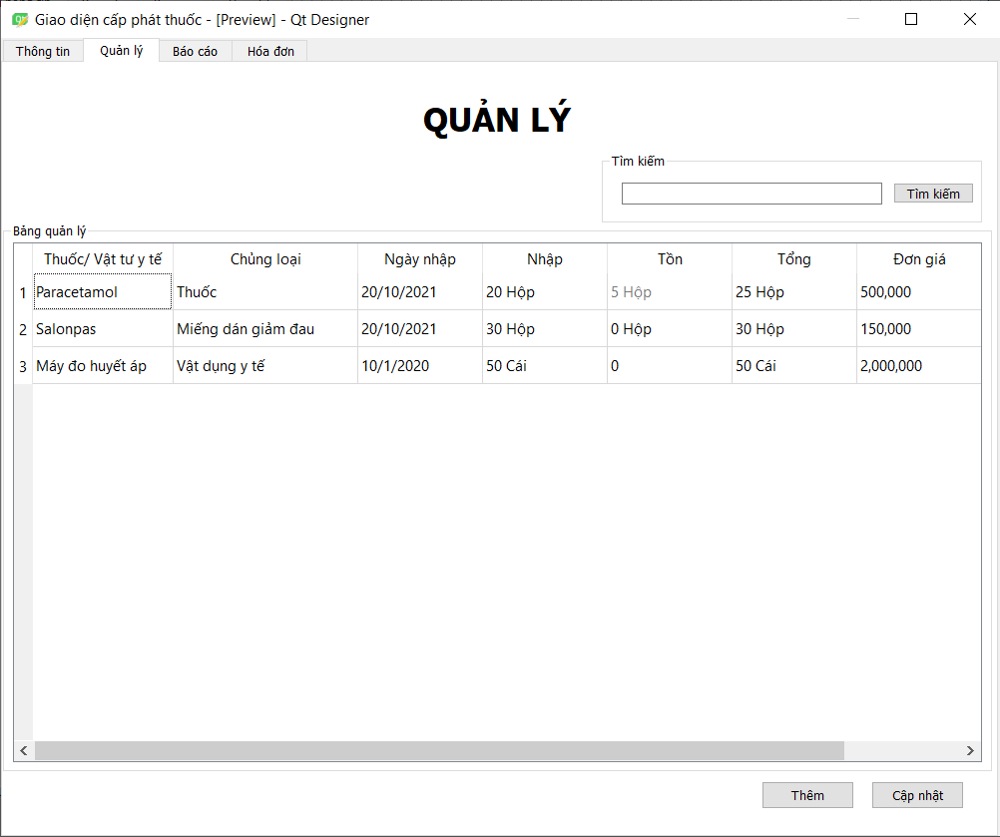 Giao diện cấp phát thuốc - [Preview] - Qt Designer
Thông tin Quản lý Báo cáo Hóa đơn
QUẢN LÝ
Tìm kiếm
Tìm kiếm
Bảng quản lý
Thuốc/ Vật tư y tế Chủng loại Ngày nhập Nhập Tồn Tổng Đơn giá
1 Paracetamol Thuốc 20/10/2021 20 Hộp 5 Hộp 25 Hộp 500,000
2 Salonpas Miếng dán giảm đau 20/10/2021 30 Hộp 0 Hộp 30 Hộp 150,000
3 Máy đo huyết áp Vật dụng y tế 10/1/2020 50 Cái 0 50 Cái 2,000,000
Thêm Cập nhật